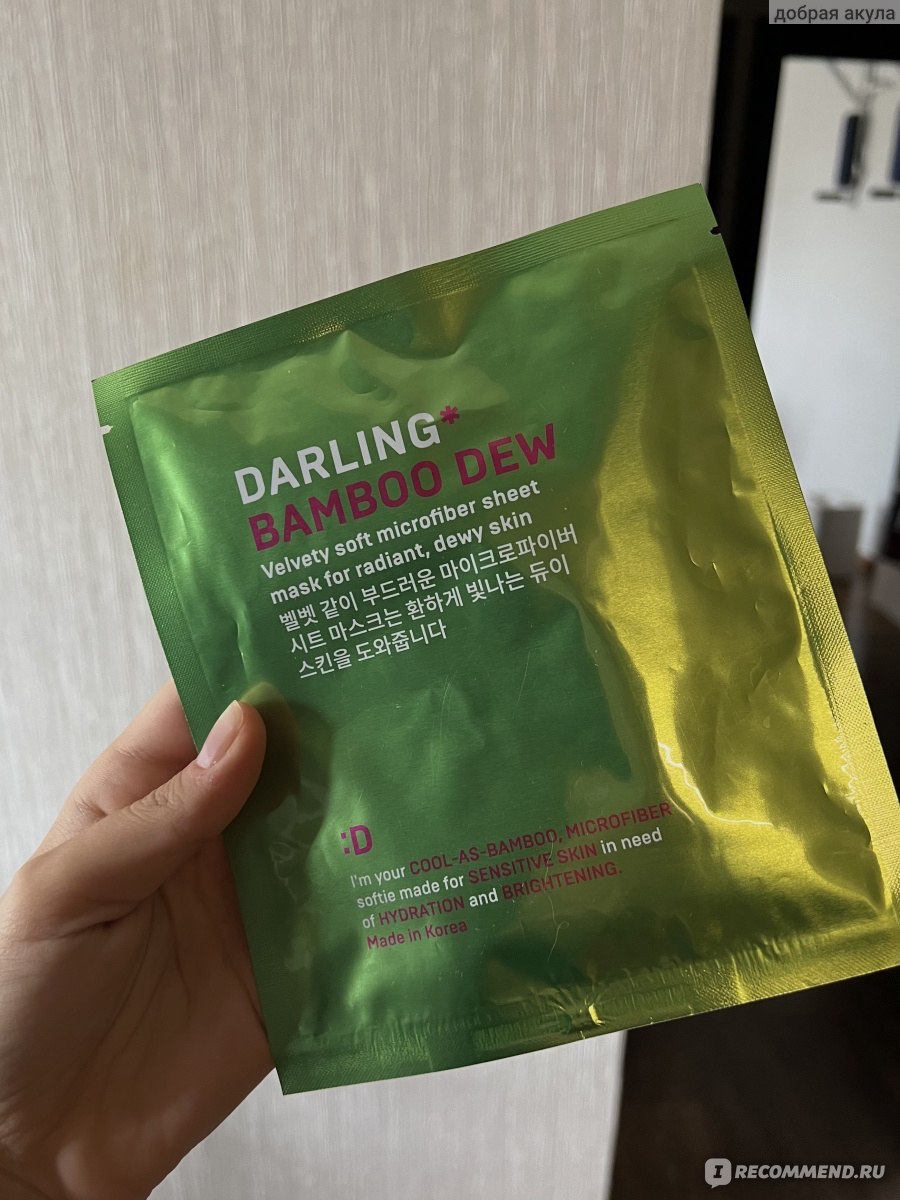 добрая акула
DARLING*
BAMBOO DEW
Velvety soft microfiber sheet
mask for radiant, dewy skin
벨벳 같이 부드러운 마이크로파이버
시트 마스크는 환하게 빛나는 듀이
스킨을 도와줍니다
:D
I'm your COOL-AS-BAMBOO, MICROFIBER
softie made for SENSITIVE SKIN in need
of HYDRATION and BRIGHTENING.
Made in Korea
IRECOMMEND.RU